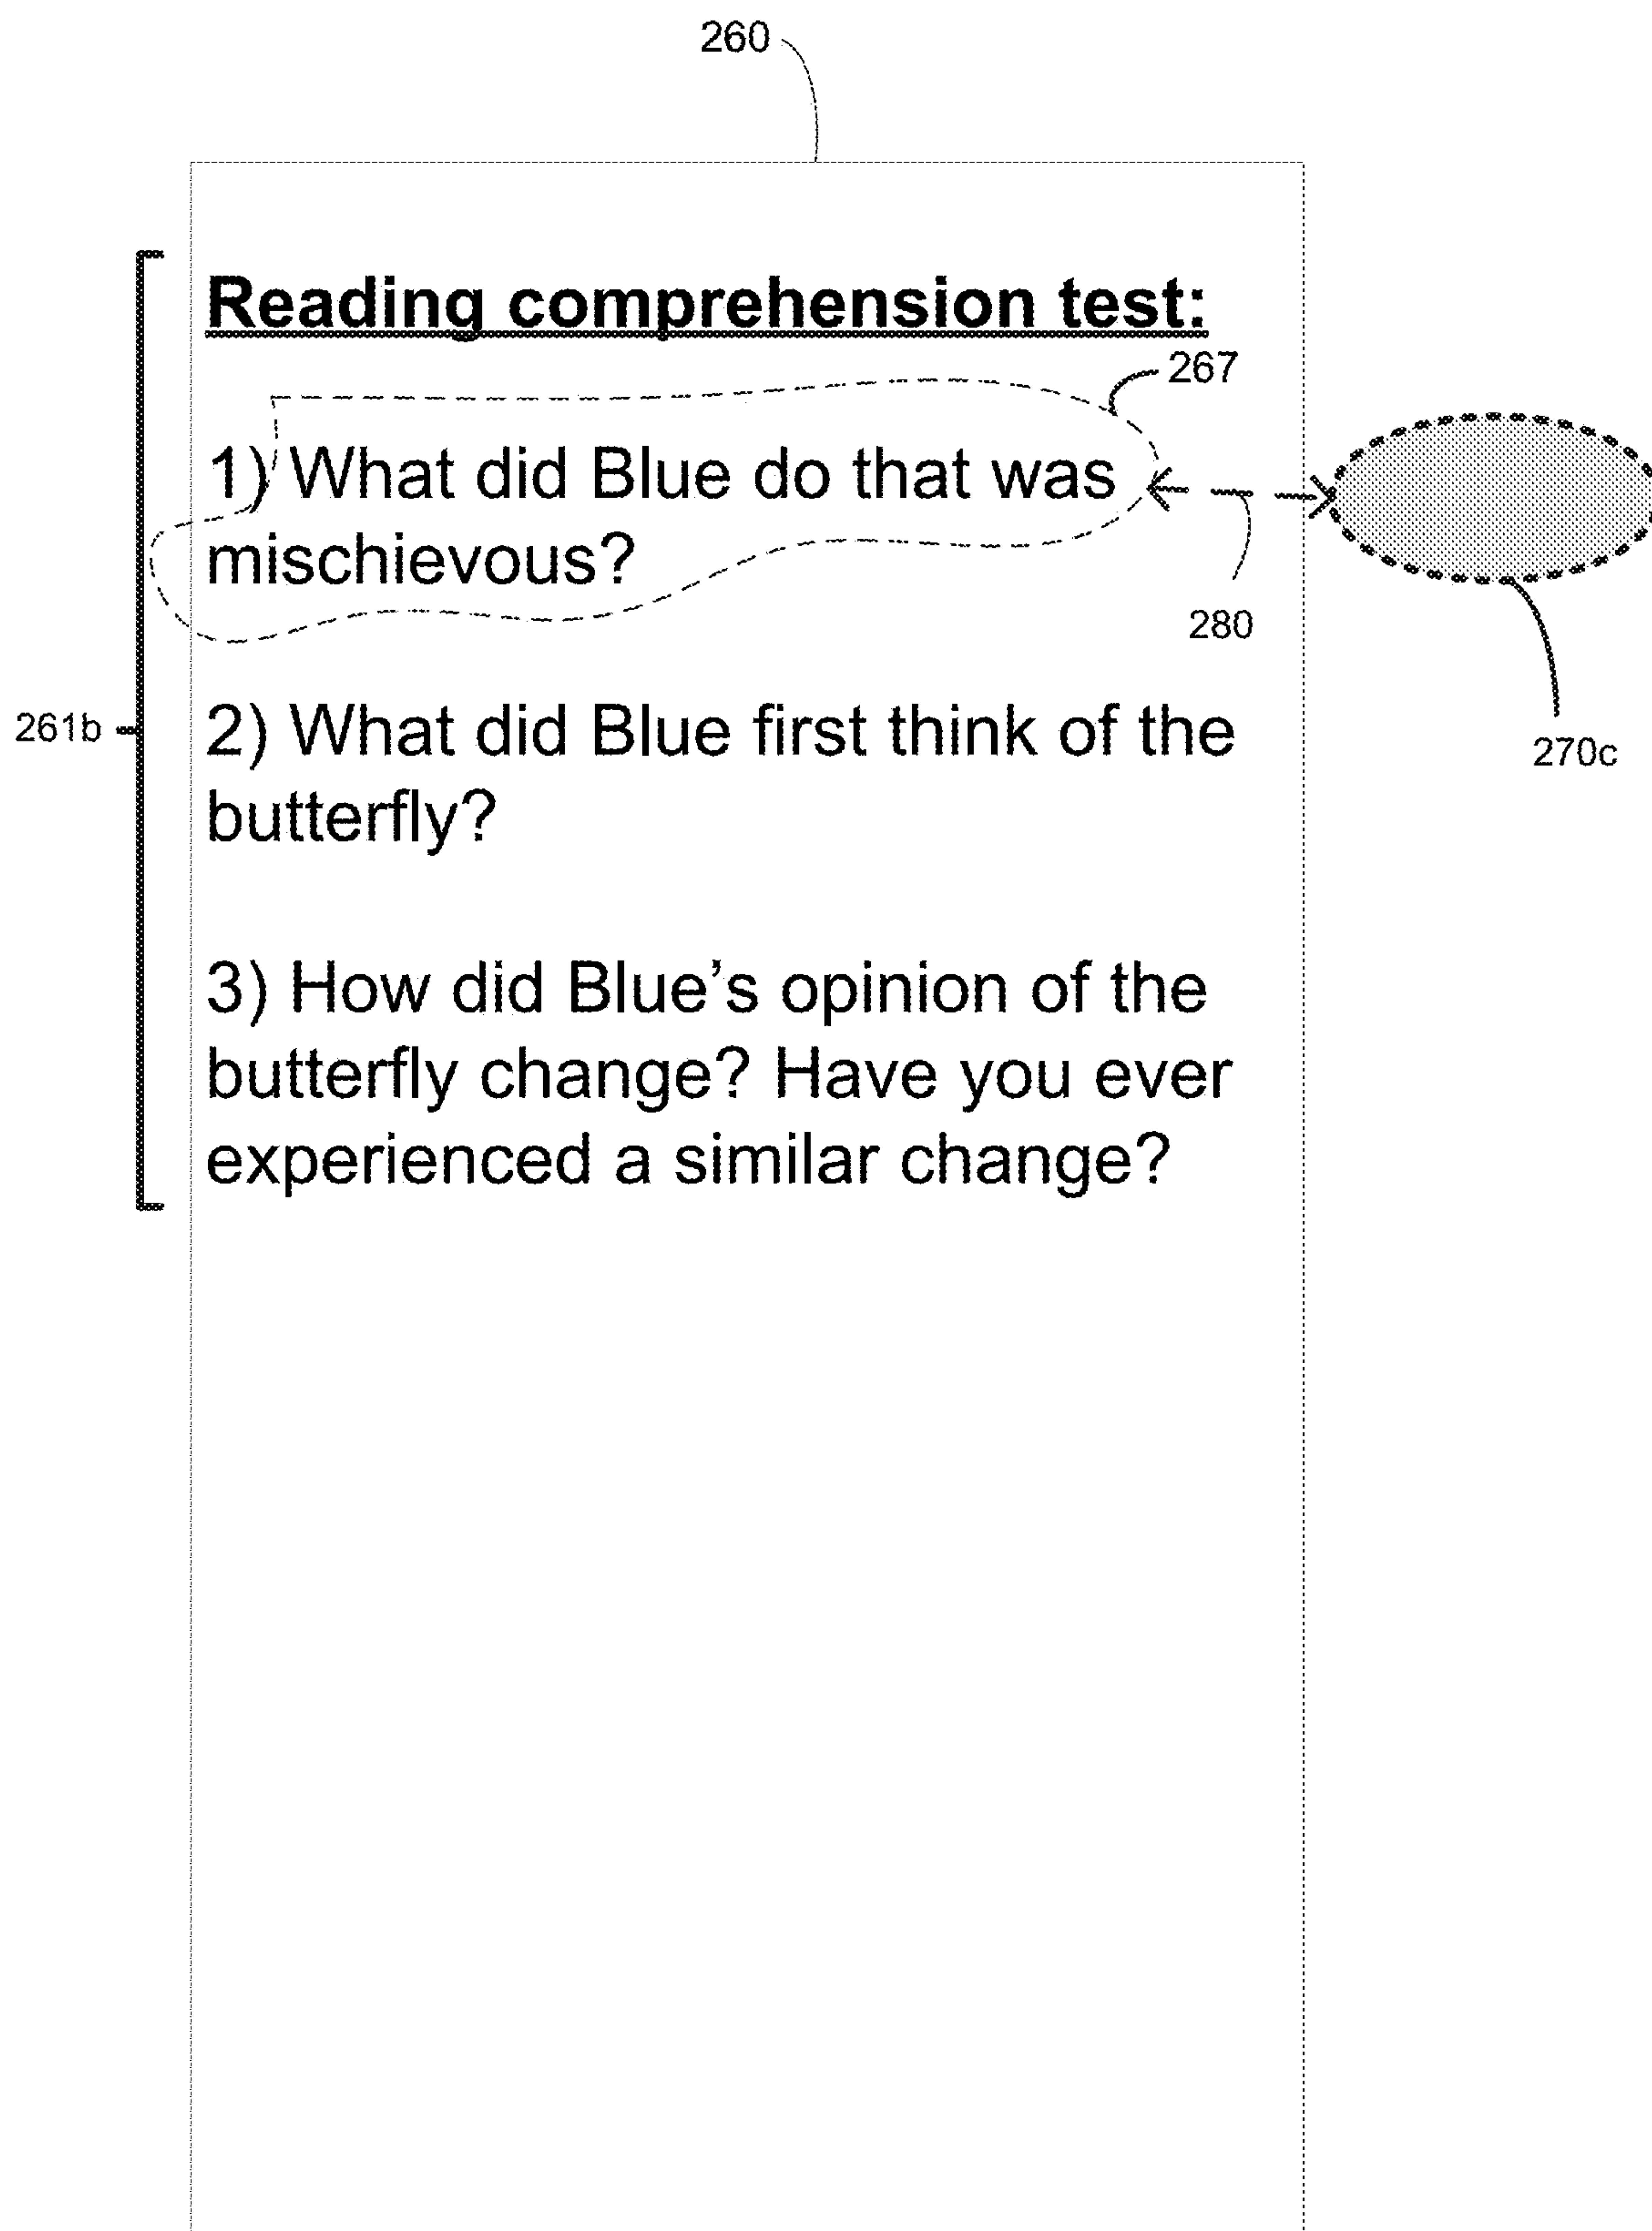 260
Reading comprehension test:
267
1) What did Blue do that was
mischievous?
280
261b
2) What did Blue first think of the
butterfly?
270c
3) How did Blue’s opinion of the
butterfly change? Have you ever
experienced a similar change?